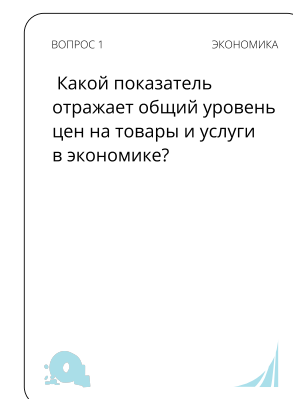 ВОПРОС 1 ЭКОНОМИКА
Какой показатель
отражает общий уровень
цен на товары и услуги
в экономике?